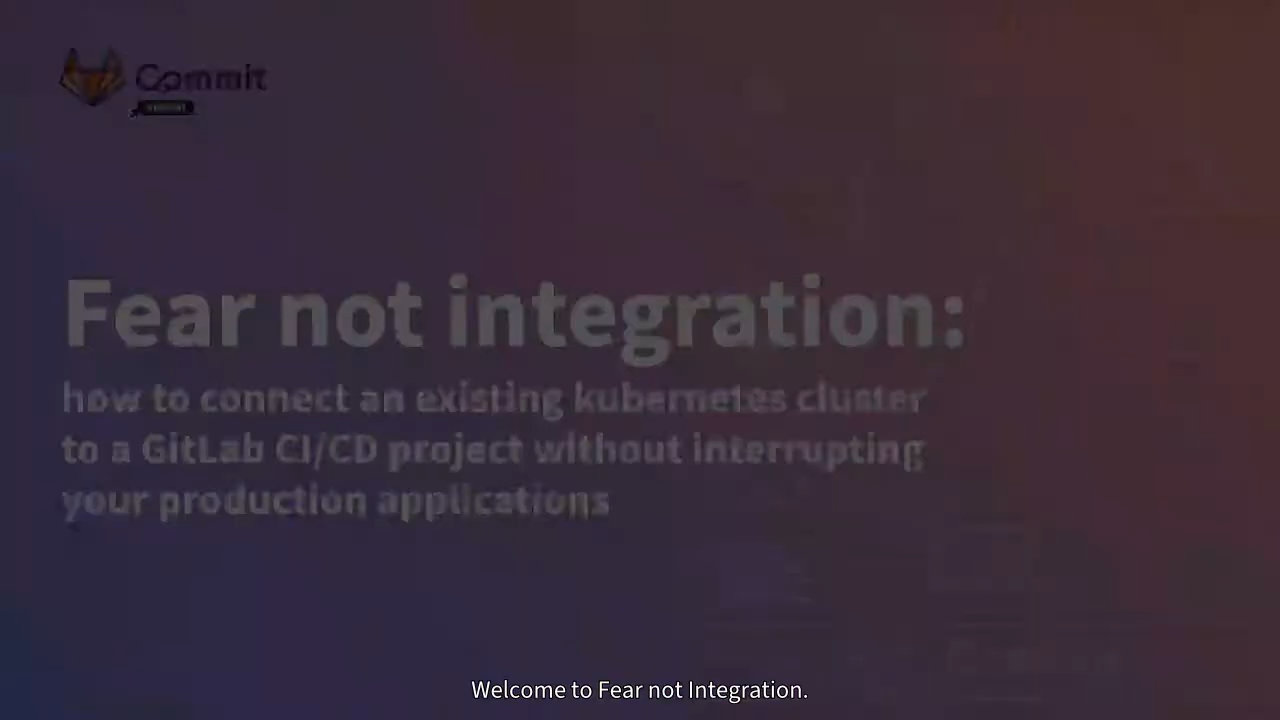 Commit
Fear not integration:
how to connect an existing kubernetes cluster
to a GitLab CI/CD project without interrupting
your production applications
Welcome to Fear not Integration.